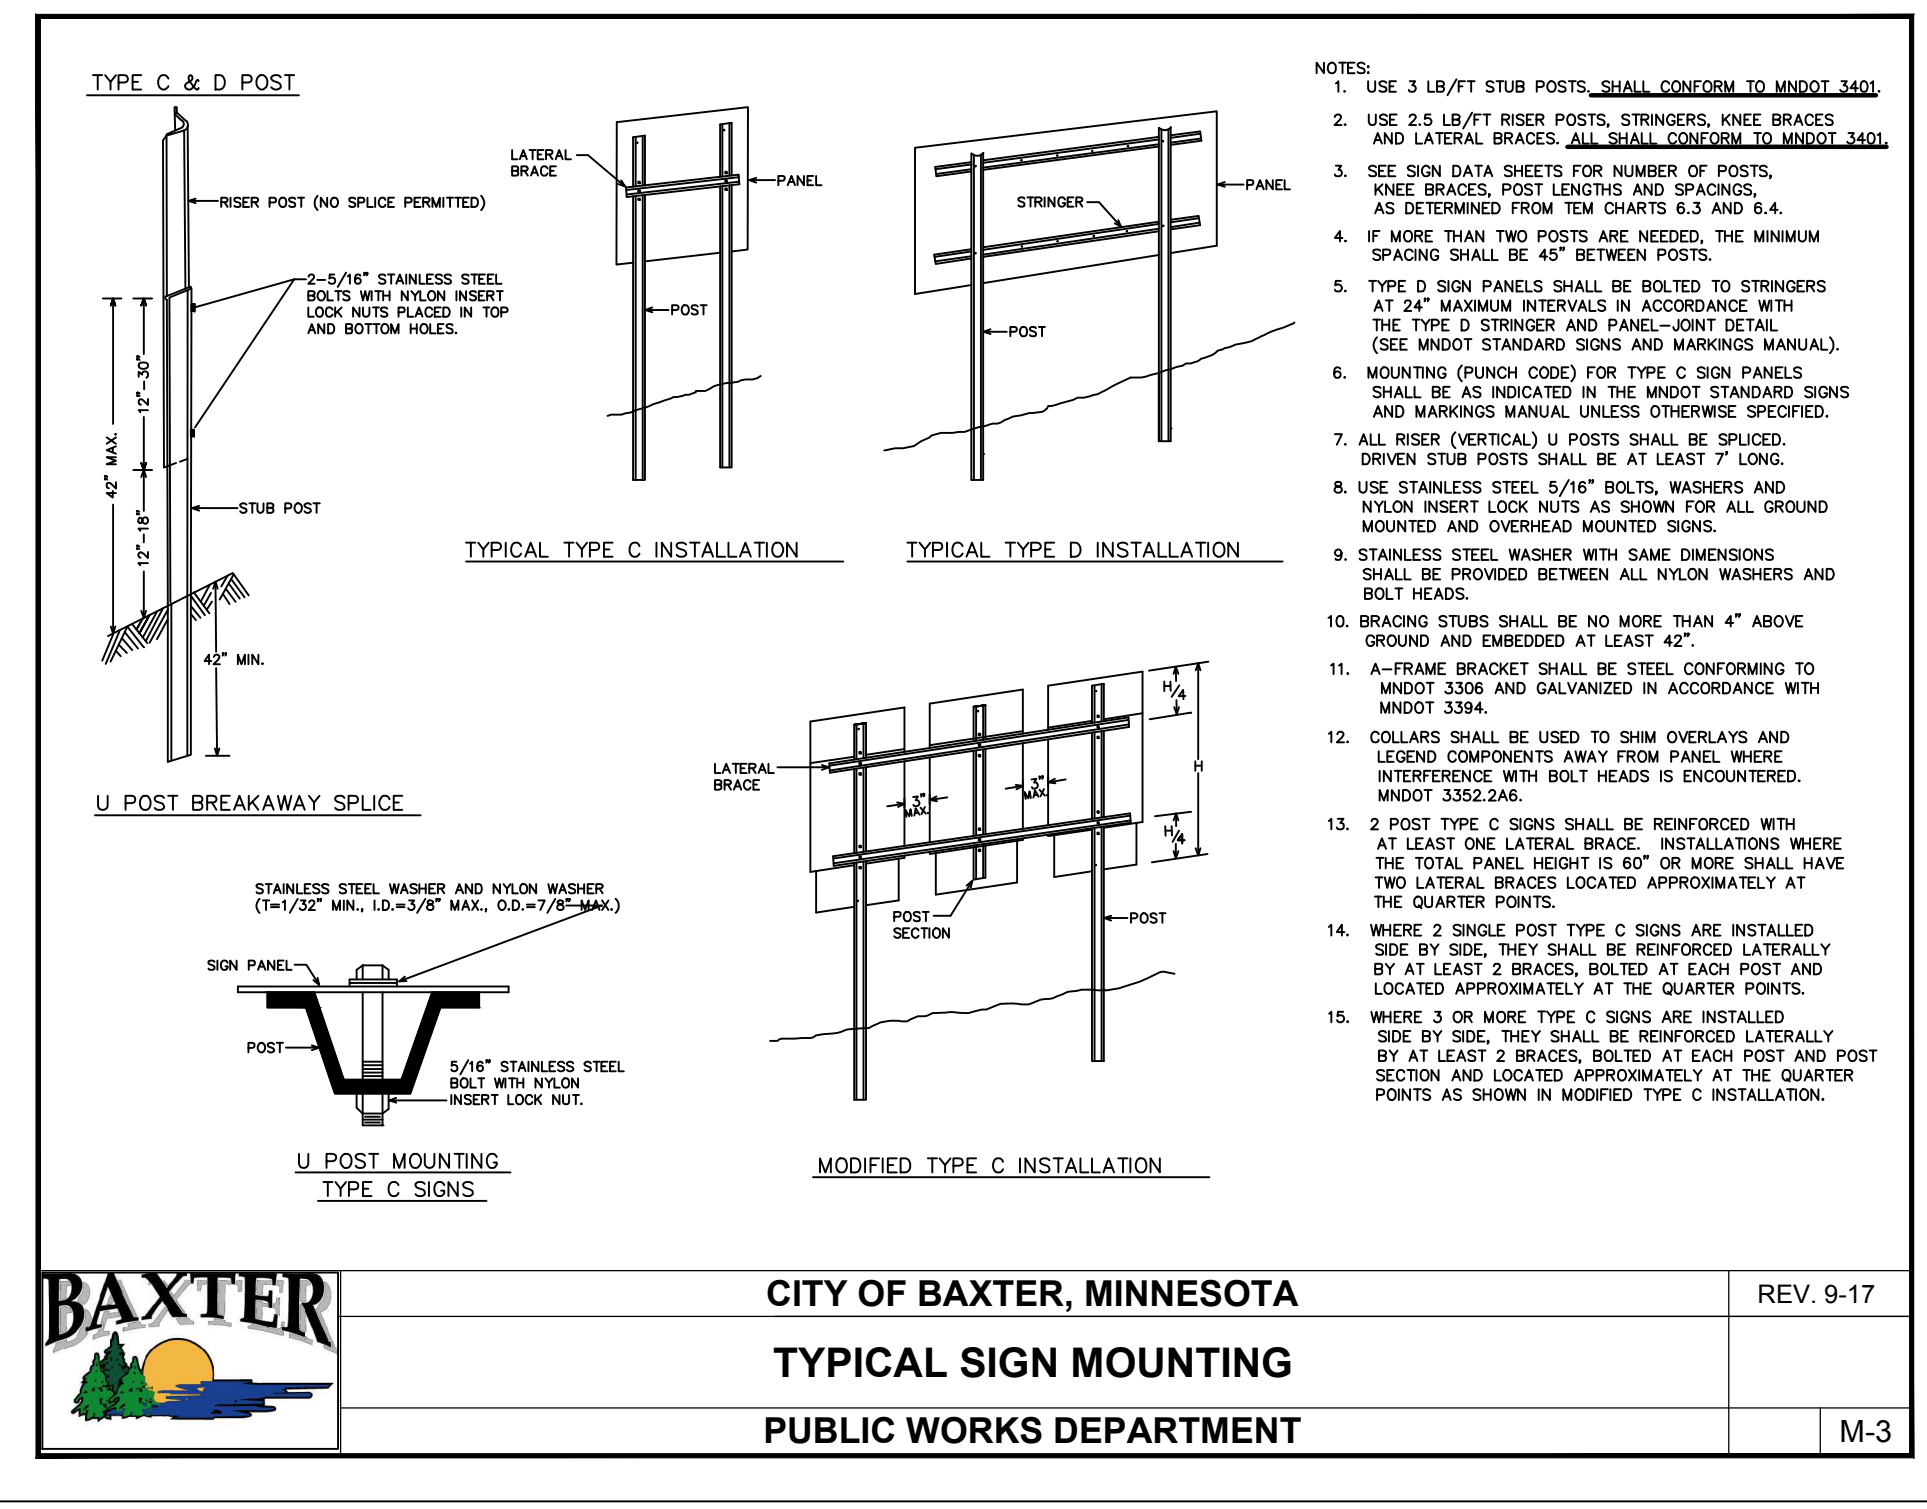 TYPE C & D POST
RISER POST (NO SPLICE PERMITTED)
2-5/16" STAINLESS STEEL
BOLTS WITH NYLON INSERT
LOCK NUTS PLACED IN TOP
AND BOTTOM HOLES.
42" MAX.
12"-30"
12"-18"
STUB POST
42" MIN.
U POST BREAKAWAY SPLICE
LATERAL
BRACE
PANEL
POST
TYPICAL TYPE C INSTALLATION
STRINGER
PANEL
POST
TYPICAL TYPE D INSTALLATION
STAINLESS STEEL WASHER AND NYLON WASHER
(T=1/32" MIN., I.D.=3/8" MAX., O.D.=7/8" MAX.)
SIGN PANEL
POST
5/16" STAINLESS STEEL
BOLT WITH NYLON
INSERT LOCK NUT.
U POST MOUNTING
TYPE C SIGNS
LATERAL
BRACE
3"
MAX.
3"
MAX.
H/4
H
H/4
POST
SECTION
POST
MODIFIED TYPE C INSTALLATION
NOTES:
1. USE 3 LB/FT STUB POSTS. SHALL CONFORM TO MNDOT 3401.
2. USE 2.5 LB/FT RISER POSTS, STRINGERS, KNEE BRACES
AND LATERAL BRACES. ALL SHALL CONFORM TO MNDOT 3401.
3. SEE SIGN DATA SHEETS FOR NUMBER OF POSTS,
KNEE BRACES, POST LENGTHS AND SPACINGS,
AS DETERMINED FROM TEM CHARTS 6.3 AND 6.4.
4. IF MORE THAN TWO POSTS ARE NEEDED, THE MINIMUM
SPACING SHALL BE 45" BETWEEN POSTS.
5. TYPE D SIGN PANELS SHALL BE BOLTED TO STRINGERS
AT 24" MAXIMUM INTERVALS IN ACCORDANCE WITH
THE TYPE D STRINGER AND PANEL-JOINT DETAIL
(SEE MNDOT STANDARD SIGNS AND MARKINGS MANUAL).
6. MOUNTING (PUNCH CODE) FOR TYPE C SIGN PANELS
SHALL BE AS INDICATED IN THE MNDOT STANDARD SIGNS
AND MARKINGS MANUAL UNLESS OTHERWISE SPECIFIED.
7. ALL RISER (VERTICAL) U POSTS SHALL BE SPLICED.
DRIVEN STUB POSTS SHALL BE AT LEAST 7' LONG.
8. USE STAINLESS STEEL 5/16" BOLTS, WASHERS AND
NYLON INSERT LOCK NUTS AS SHOWN FOR ALL GROUND
MOUNTED AND OVERHEAD MOUNTED SIGNS.
9. STAINLESS STEEL WASHER WITH SAME DIMENSIONS
SHALL BE PROVIDED BETWEEN ALL NYLON WASHERS AND
BOLT HEADS.
10. BRACING STUBS SHALL BE NO MORE THAN 4" ABOVE
GROUND AND EMBEDDED AT LEAST 42".
11. A-FRAME BRACKET SHALL BE STEEL CONFORMING TO
MNDOT 3306 AND GALVANIZED IN ACCORDANCE WITH
MNDOT 3394.
12. COLLARS SHALL BE USED TO SHIM OVERLAYS AND
LEGEND COMPONENTS AWAY FROM PANEL WHERE
INTERFERENCE WITH BOLT HEADS IS ENCOUNTERED.
MNDOT 3352.2A6.
13. 2 POST TYPE C SIGNS SHALL BE REINFORCED WITH
AT LEAST ONE LATERAL BRACE. INSTALLATIONS WHERE
THE TOTAL PANEL HEIGHT IS 60" OR MORE SHALL HAVE
TWO LATERAL BRACES LOCATED APPROXIMATELY AT
THE QUARTER POINTS.
14. WHERE 2 SINGLE POST TYPE C SIGNS ARE INSTALLED
SIDE BY SIDE, THEY SHALL BE REINFORCED LATERALLY
BY AT LEAST 2 BRACES, BOLTED AT EACH POST AND
LOCATED APPROXIMATELY AT THE QUARTER POINTS.
15. WHERE 3 OR MORE TYPE C SIGNS ARE INSTALLED
SIDE BY SIDE, THEY SHALL BE REINFORCED LATERALLY
BY AT LEAST 2 BRACES, BOLTED AT EACH POST AND POST
SECTION AND LOCATED APPROXIMATELY AT THE QUARTER
POINTS AS SHOWN IN MODIFIED TYPE C INSTALLATION.
BAXTER
CITY OF BAXTER, MINNESOTA
REV. 9-17
TYPICAL SIGN MOUNTING
PUBLIC WORKS DEPARTMENT
M-3